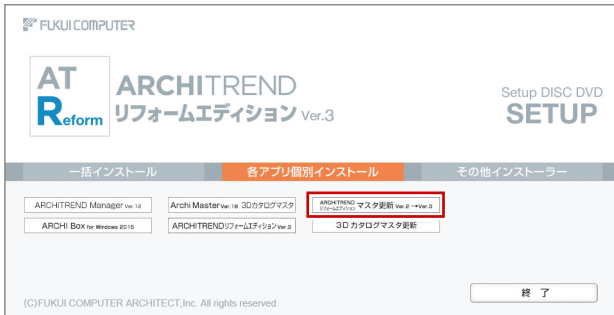 FUKUI COMPUTER
AT
Reform
ARCHITREND
リフォームエディション Ver.3
Setup DISC DVD
SETUP
一括インストール
各アプリ個別インストール
その他インストーラー
ARCHITREND Manager Ver.12
Archi Master Ver.18 3Dカタログマスタ
ARCHITREND リフォームエディション マスタ更新 Ver.2 →Ver.3
ARCHI Box for Windows 2015
ARCHITRENDリフォームエディション Ver.3
3D カタログマスタ更新
終 了
(C)FUKUI COMPUTER ARCHITECT,Inc. All rights reserved.